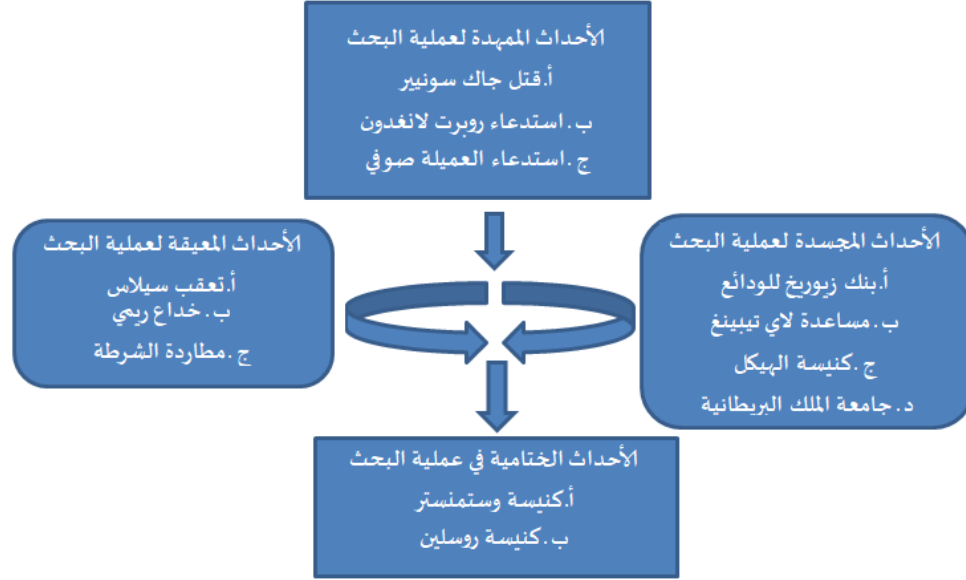 الأحداث الممهدة لعملية البحث
أ.قتل جاك سونيير
ب.استدعاء روبرت لانغدون
ج.استدعاء العميلة صوفي
الأحداث المجسدة لعملية البحث
أ.بنك زيوريخ للودائع
ب.مساعدة لاي تيبينغ
ج.كنيسة الهيكل
د.جامعة الملك البريطانية
الأحداث المعيقة لعملية البحث
أ.تعقب سيلاس
ب.خداع ريمي
ج.مطاردة الشرطة
الأحداث الختامية في عملية البحث
أ.كنيسة وستمنستر
ب.كنيسة روسلين